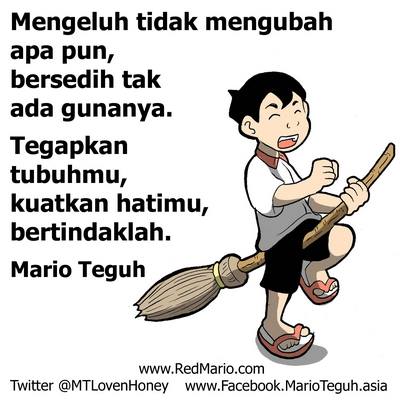 Mengeluh tidak mengubah
apa pun,
bersedih tak
ada gunanya.
Tegapkan
tubuhmu,
kuatkan hatimu,
bertindaklah.
Mario Teguh
www.RedMario.com
Twitter @MTLovenHoney www.Facebook.MarioTeguh.asia